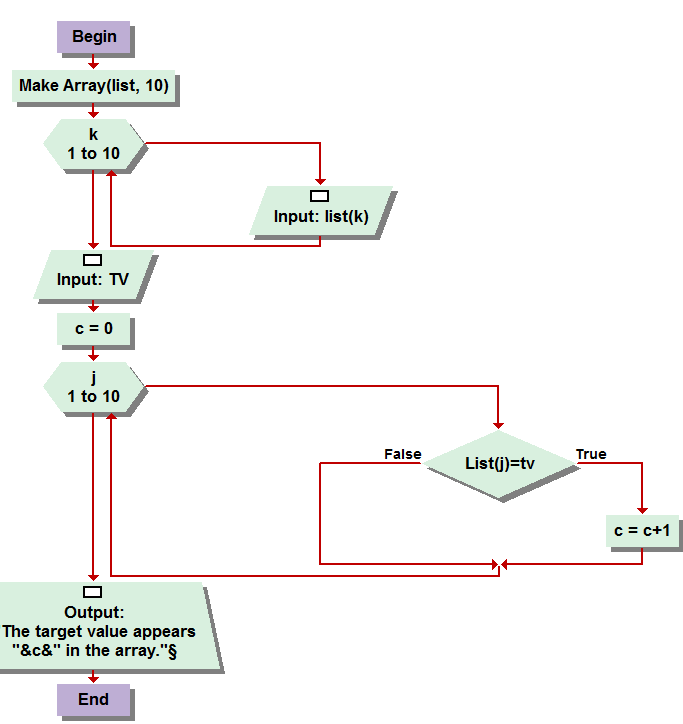 Begin
Make Array(list, 10)
k
1 to 10
Input: list(k)
Input: TV
c = 0
j
1 to 10
False
List(j)=tv
True
c = c+1
Output:
The target value appears
"&c&" in the array."§
End